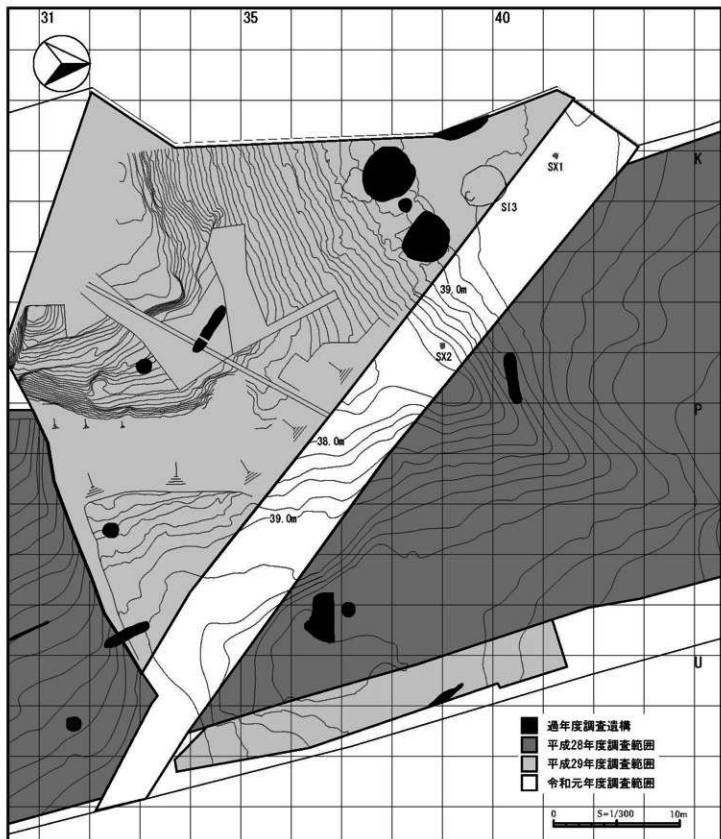 31
35
40
K
SX1
SI3
39.0m
SX2
P
38.0m
39.0m
U
過年度調査遺構
平成28年度調査範囲
平成29年度調査範囲
令和元年度調査範囲
0 S=1/300 10m